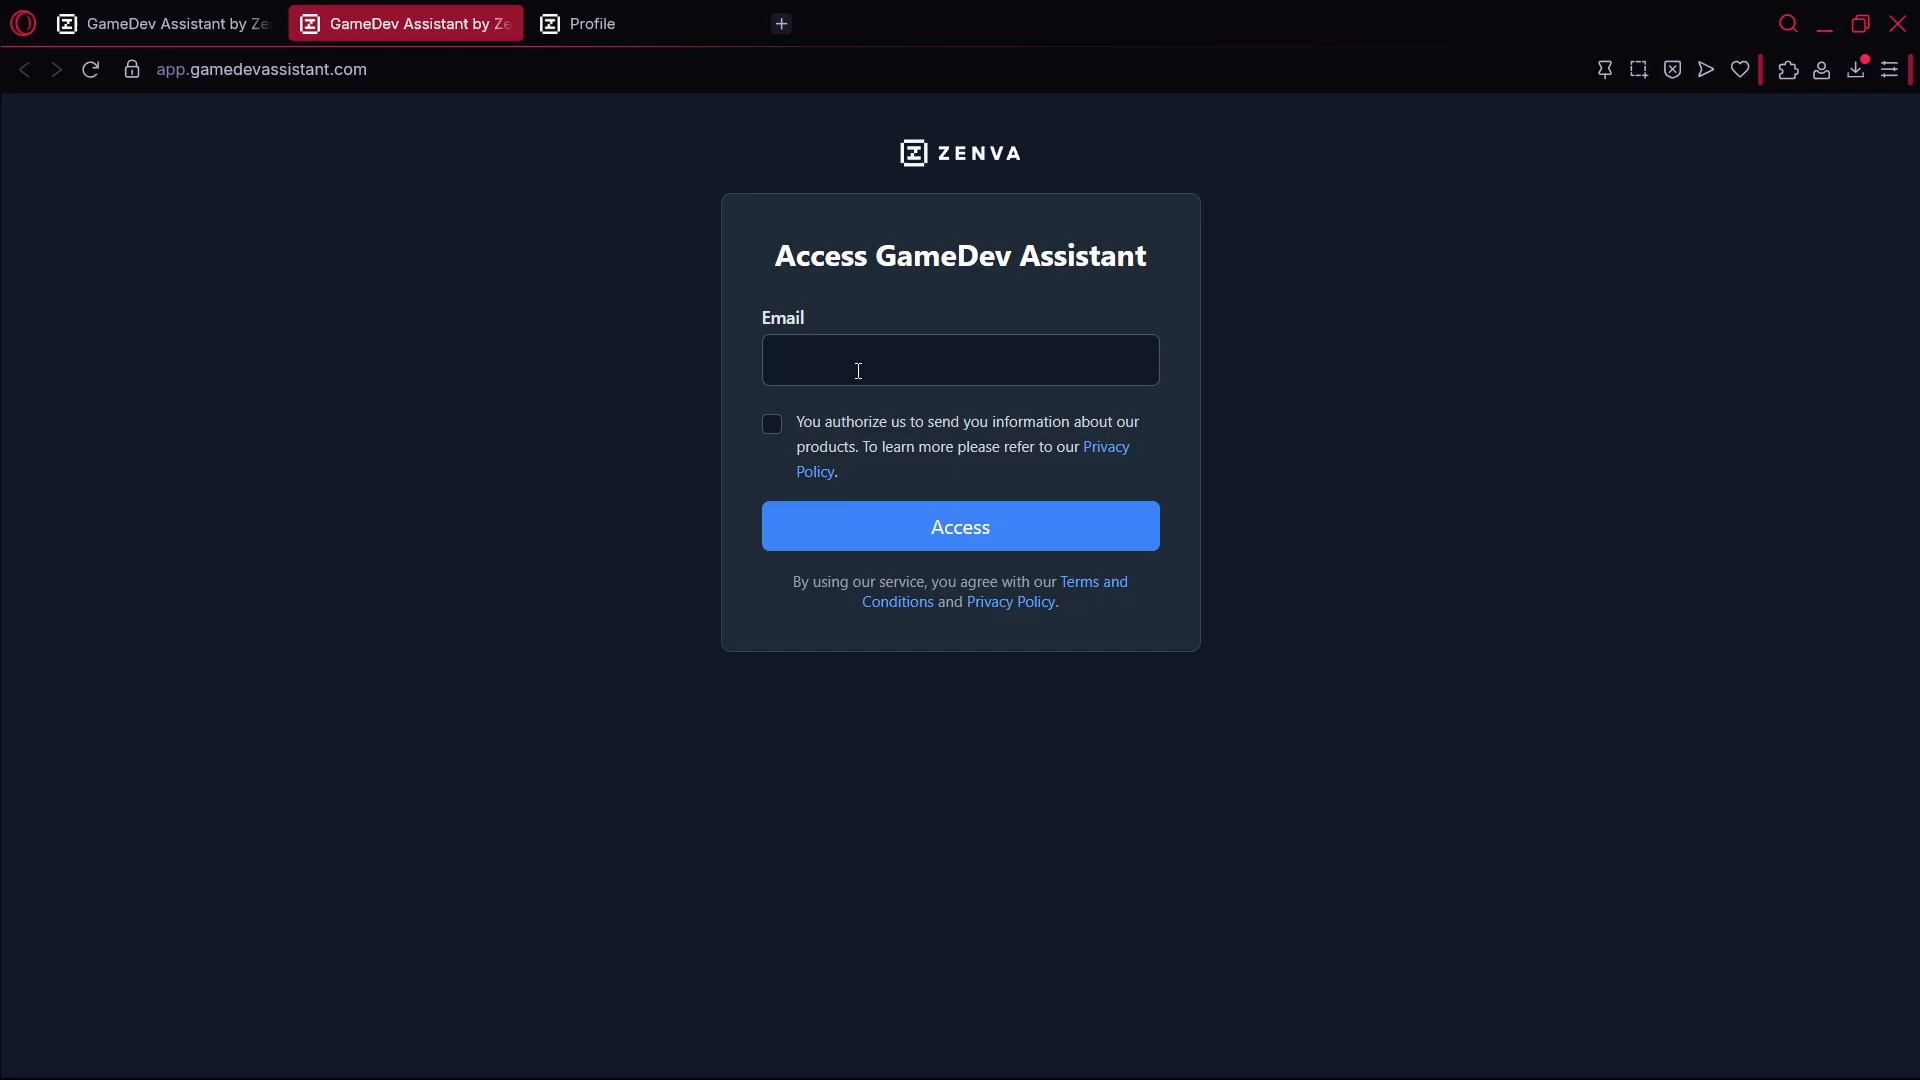 GameDev Assistant by Ze
GameDev Assistant by Ze
Profile
app.gamedevassistant.com
ZENVA
Access GameDev Assistant
Email
You authorize us to send you information about our
products. To learn more please refer to our Privacy
Policy.
Access
By using our service, you agree with our Terms and
Conditions and Privacy Policy.